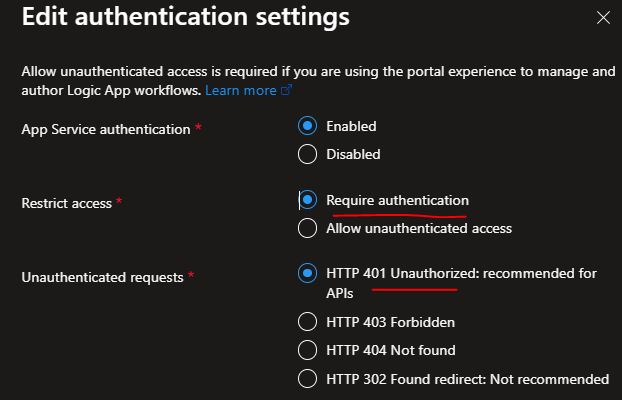 Edit authentication settings
Allow unauthenticated access is required if you are using the portal experience to manage and
author Logic App workflows. Learn more
App Service authentication *
Enabled
Disabled
Restrict access *
Require authentication
Allow unauthenticated access
Unauthenticated requests *
HTTP 401 Unauthorized: recommended for
APIs
HTTP 403 Forbidden
HTTP 404 Not found
HTTP 302 Found redirect: Not recommended